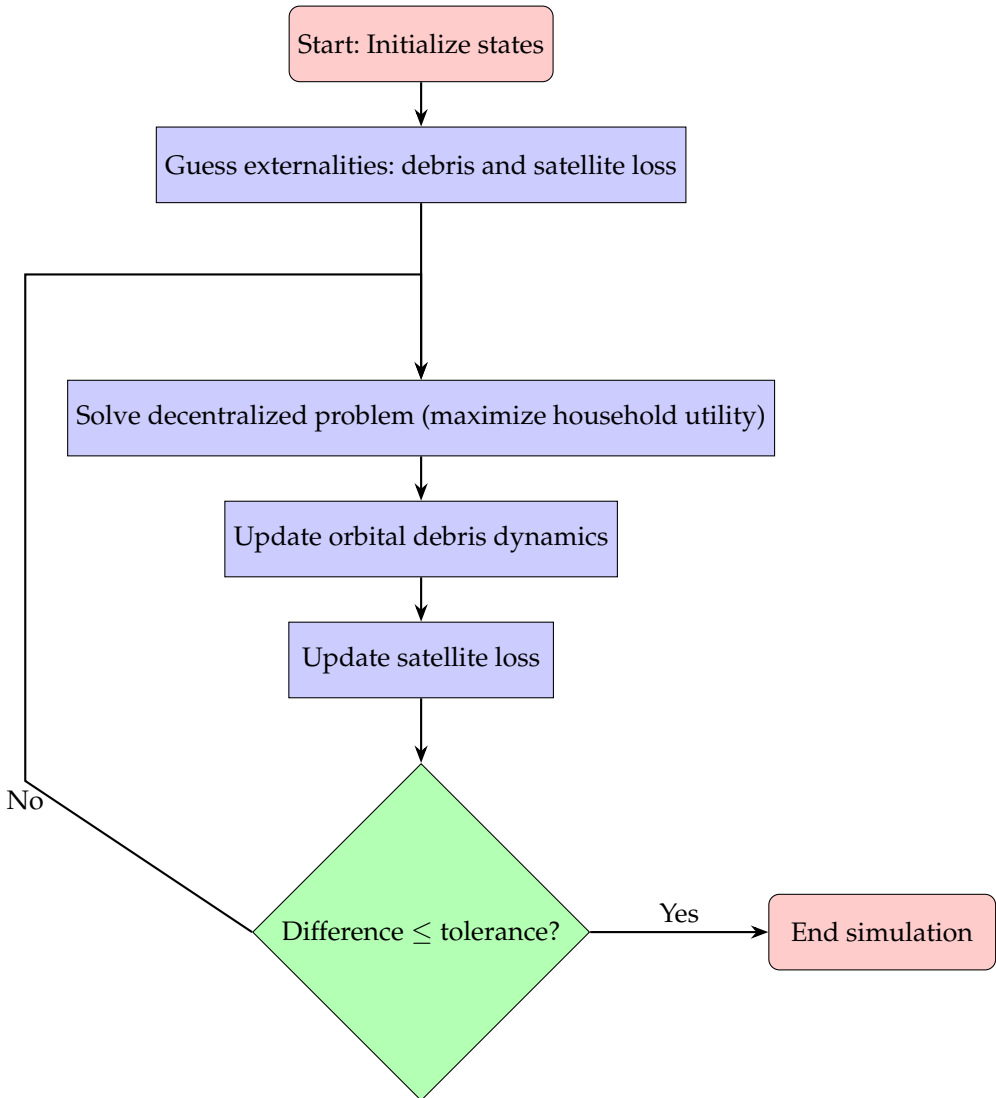 Start: Initialize states
Guess externalities: debris and satellite loss
Solve decentralized problem (maximize household utility)
Update orbital debris dynamics
Update satellite loss
No
Difference ≤ tolerance?
Yes
End simulation